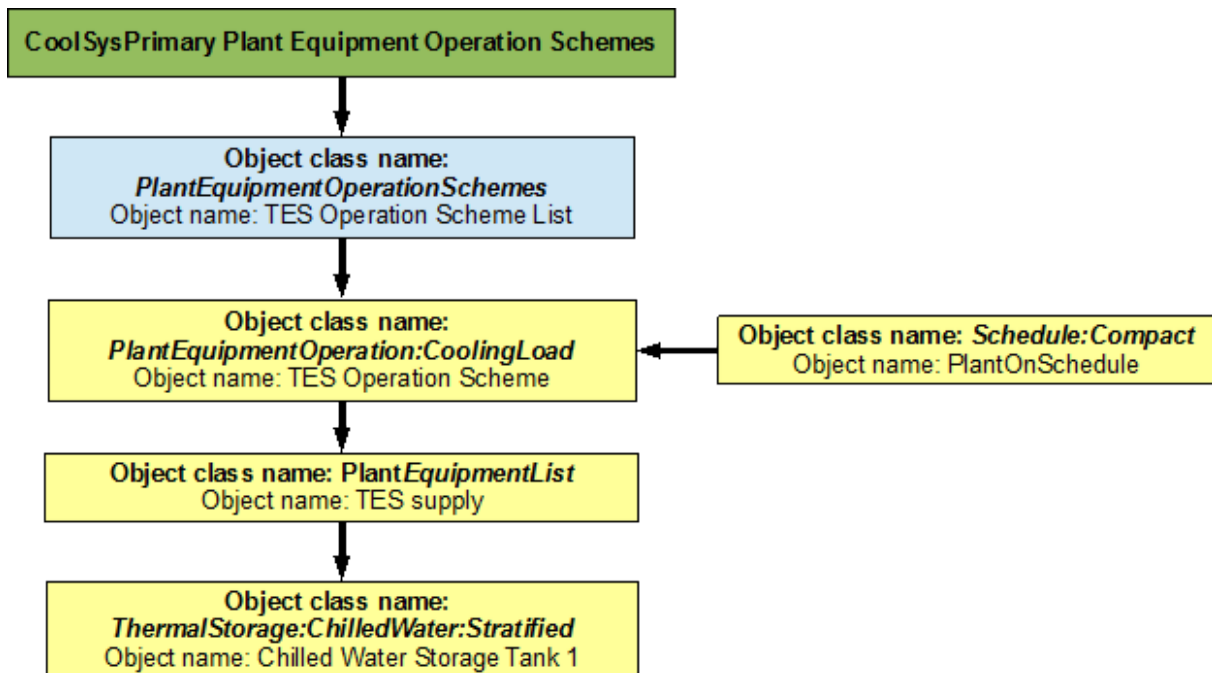 CoolSysPrimary Plant Equipment Operation Schemes
Object class name:
PlantEquipmentOperationSchemes
Object name: TES Operation Scheme List
Object class name:
PlantEquipmentOperation:CoolingLoad
Object name: TES Operation Scheme
Object class name: Schedule:Compact
Object name: PlantOnSchedule
Object class name: PlantEquipmentList
Object name: TES supply
Object class name:
ThermalStorage:ChilledWater:Stratified
Object name: Chilled Water Storage Tank 1